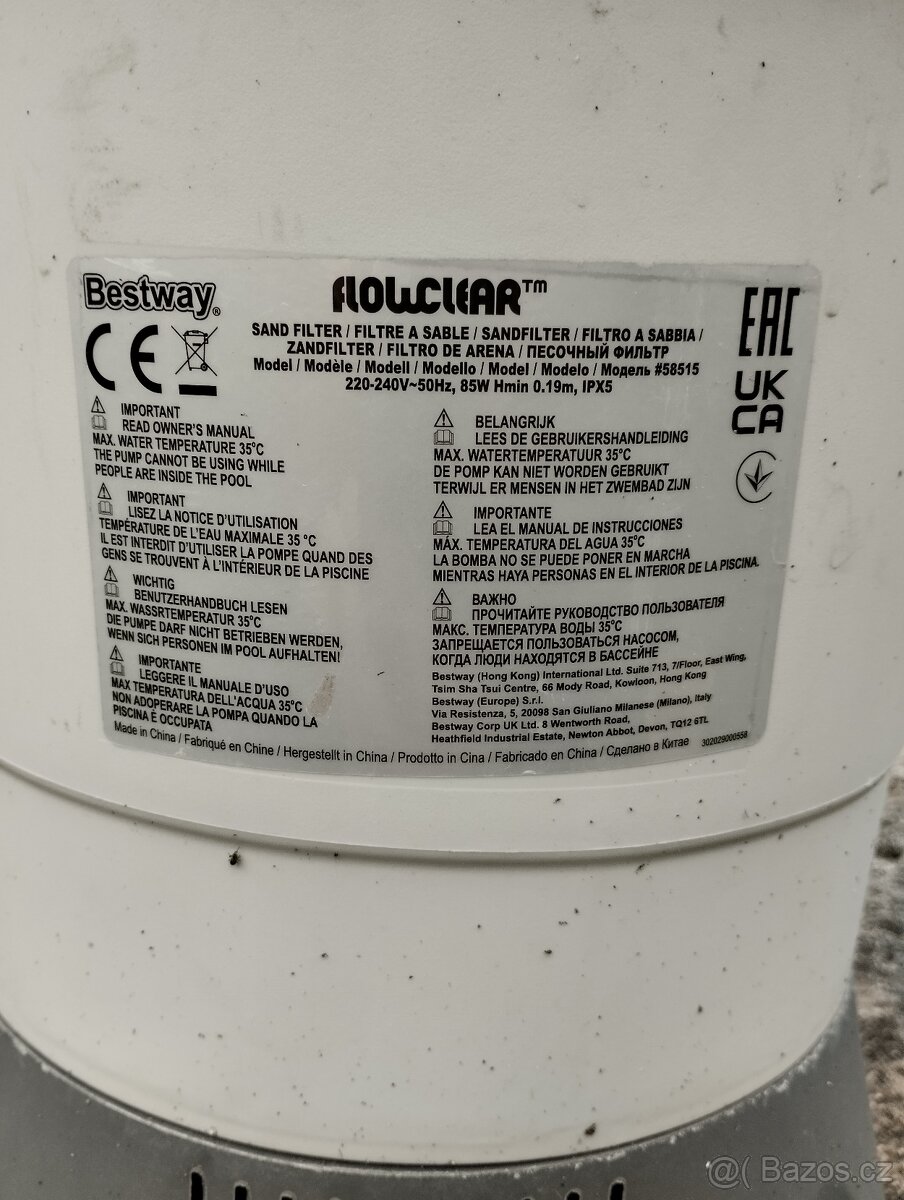 Bestway®
FLOWCLEAR™
SAND FILTER / FILTRE A SABLE / SANDFILTER / FILTRO A SABBIA /
ZANDFILTER / FILTRO DE ARENA / ПЕСОЧНЫЙ ФИЛЬТР
Model / Modèle / Modell / Modello / Model / Modelo / Модель #58515
220-240V~50Hz, 85W Hmin 0.19m, IPX5
CE
EAC
UK
CA
IMPORTANT
READ OWNER'S MANUAL
MAX. WATER TEMPERATURE 35°C
THE PUMP CANNOT BE USING WHILE
PEOPLE ARE INSIDE THE POOL
IMPORTANT
LISEZ LA NOTICE D'UTILISATION
TEMPÉRATURE DE L'EAU MAXIMALE 35 °C
IL EST INTERDIT D'UTILISER LA POMPE QUAND DES
GENS SE TROUVENT À L'INTÉRIEUR DE LA PISCINE
WICHTIG
BENUTZERHANDBUCH LESEN
MAX. WASSRTEMPERATUR 35°C
DIE PUMPE DARF NICHT BETRIEBEN WERDEN,
WENN SICH PERSONEN IM POOL AUFHALTEN!
IMPORTANTE
LEGGERE IL MANUALE D'USO
MAX TEMPERATURA DELL'ACQUA 35°C
NON ADOPERARE LA POMPA QUANDO LA
PISCINA È OCCUPATA
BELANGRIJK
LEES DE GEBRUIKERSHANDLEIDING
MAX. WATERTEMPERATUUR 35°C
DE POMP KAN NIET WORDEN GEBRUIKT
TERWIJL ER MENSEN IN HET ZWEMBAD ZIJN
IMPORTANTE
LEA EL MANUAL DE INSTRUCCIONES
MÁX. TEMPERATURA DEL AGUA 35°C
LA BOMBA NO SE PUEDE PONER EN MARCHA
MIENTRAS HAYA PERSONAS EN EL INTERIOR DE LA PISCINA.
ВАЖНО
ПРОЧИТАЙТЕ РУКОВОДСТВО ПОЛЬЗОВАТЕЛЯ
МАКС. ТЕМПЕРАТУРА ВОДЫ 35°C
ЗАПРЕЩАЕТСЯ ПОЛЬЗОВАТЬСЯ НАСОСОМ,
КОГДА ЛЮДИ НАХОДЯТСЯ В БАССЕЙНЕ
Bestway (Hong Kong) International Ltd. Suite 713, 7/Floor, East Wing,
Tsim Sha Tsui Centre, 66 Mody Road, Kowloon, Hong Kong
Bestway (Europe) S.r.l.
Via Resistenza, 5, 20098 San Giuliano Milanese (Milano), Italy
Bestway Corp UK Ltd. 8 Wentworth Road,
Heathfield Industrial Estate, Newton Abbot, Devon, TQ12 6TL
Made in China / Fabriqué en Chine / Hergestellt in China / Prodotto in Cina / Fabricado en China / Сделано в Китае 302029000558
@( Bazos.cz